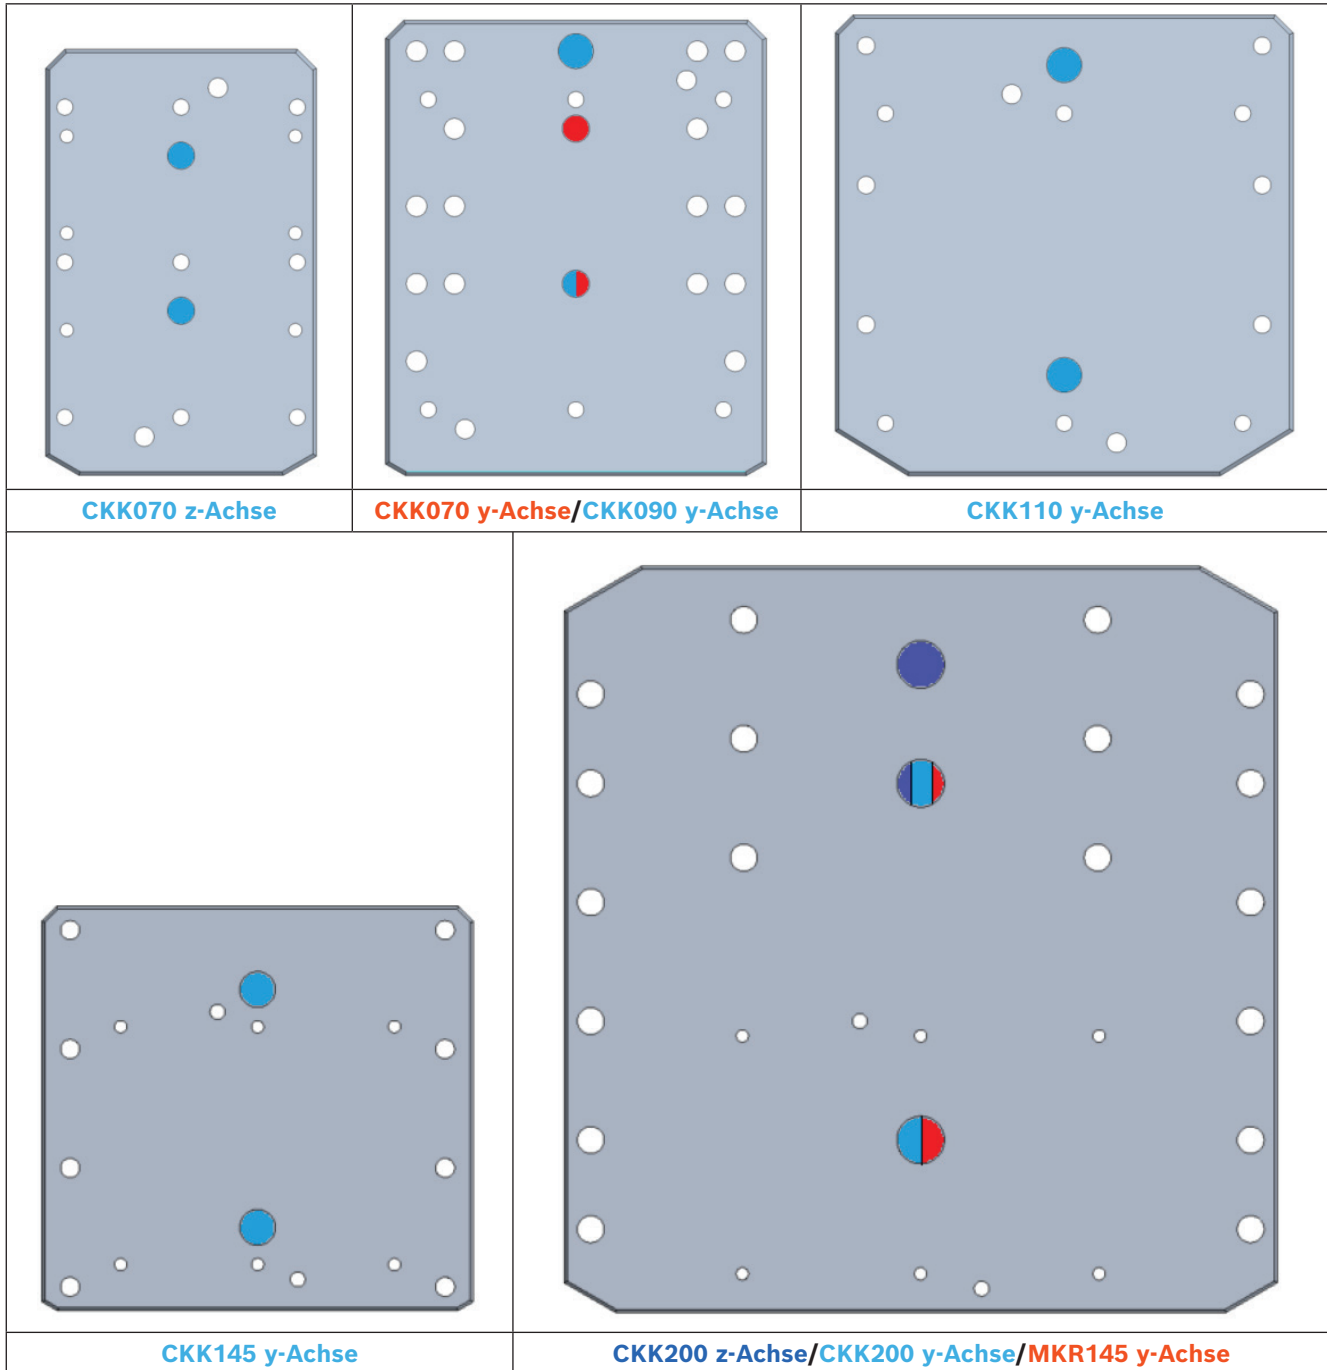 CKK070 z-Achse
CKK070 y-Achse/CKK090 y-Achse
CKK110 y-Achse
CKK145 y-Achse
CKK200 z-Achse/CKK200 y-Achse/MKR145 y-Achse